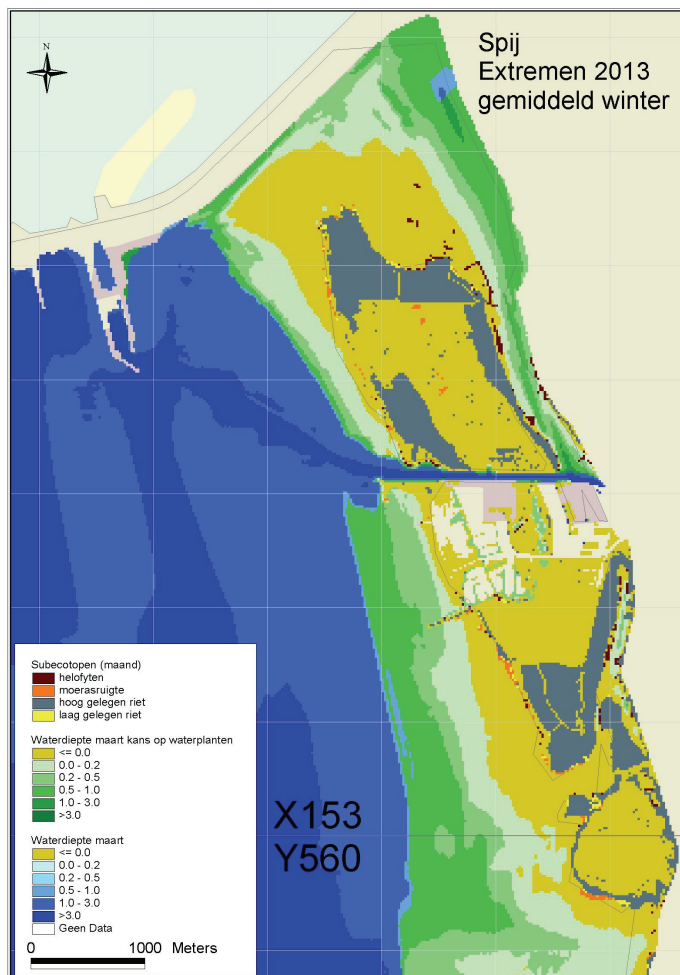 N
Spij
Extremen 2013
gemiddeld winter
Subecotopen (maand)
helofyten
moerasruigte
hoog gelegen riet
laag gelegen riet
Waterdiepte maart kans op waterplanten
<= 0.0
0.0 - 0.2
0.2 - 0.5
0.5 - 1.0
1.0 - 3.0
>3.0
Waterdiepte maart
<= 0.0
0.0 - 0.2
0.2 - 0.5
0.5 - 1.0
1.0 - 3.0
>3.0
Geen Data
0 1000 Meters
X153
Y560